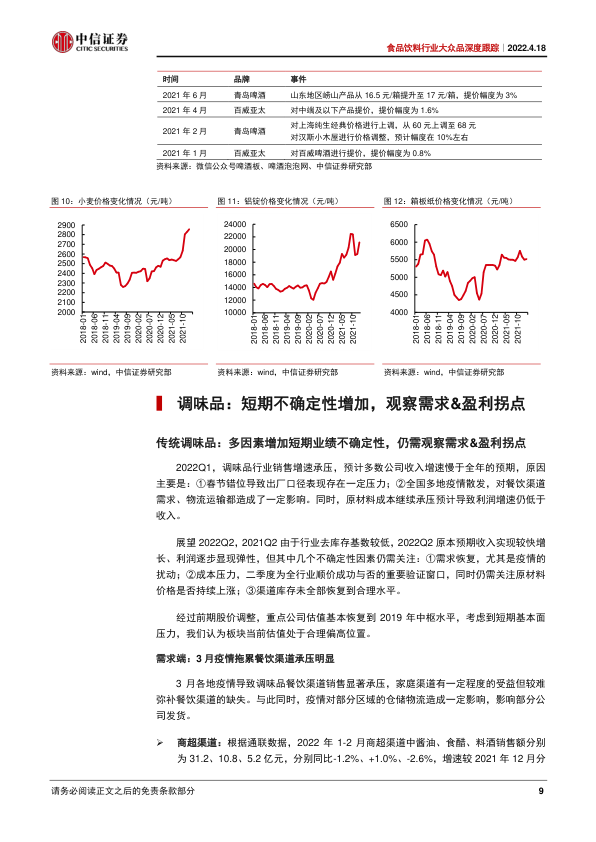 中信证券
CITIC SECURITIES
食品饮料行业大众品深度跟踪｜2022.4.18
时间 品牌 事件
2021 年 6 月 青岛啤酒 山东地区崂山产品从 16.5 元/箱提升至 17 元/箱，提价幅度为 3%
2021 年 4 月 百威亚太 对中端及以下产品提价，提价幅度为 1.6%
2021 年 2 月 青岛啤酒 对上海纯生经典价格进行上调，从 60 元上调至 68 元
对汉斯小木屋进行价格调整，预计幅度在 10%左右
2021 年 1 月 百威亚太 对百威啤酒进行提价，提价幅度为 0.8%
资料来源：微信公众号啤酒板、啤酒泡泡网、中信证券研究部
图 10：小麦价格变化情况（元/吨）
2900
2800
2700
2600
2500
2400
2300
2200
2100
2000
2018-01
2018-06
2018-11
2019-04
2019-09
2020-02
2020-07
2020-12
2021-05
2021-10
资料来源：wind，中信证券研究部
图 11：铝锭价格变化情况（元/吨）
24000
22000
20000
18000
16000
14000
12000
10000
2018-01
2018-06
2018-11
2019-04
2019-09
2020-02
2020-07
2020-12
2021-05
2021-10
资料来源：wind，中信证券研究部
图 12：箱板纸价格变化情况（元/吨）
6500
6000
5500
5000
4500
4000
2018-01
2018-06
2018-11
2019-04
2019-09
2020-02
2020-07
2020-12
2021-05
2021-10
资料来源：wind，中信证券研究部
调味品：短期不确定性增加，观察需求&盈利拐点
传统调味品：多因素增加短期业绩不确定性，仍需观察需求&盈利拐点
2022Q1，调味品行业销售增速承压，预计多数公司收入增速慢于全年的预期，原因
主要是：①春节错位导致出厂口径表现存在一定压力；②全国多地疫情散发，对餐饮渠道
需求、物流运输都造成了一定影响。同时，原材料成本继续承压预计导致利润增速仍低于
收入。
展望 2022Q2，2021Q2 由于行业去库存基数较低，2022Q2 原本预期收入实现较快增
长、利润逐步显现弹性，但其中几个不确定性因素仍需关注：①需求恢复，尤其是疫情的
扰动；②成本压力，二季度为全行业顺价成功与否的重要验证窗口，同时仍需关注原材料
价格是否持续上涨；③渠道库存未全部恢复到合理水平。
经过前期股价调整，重点公司估值基本恢复到 2019 年中枢水平，考虑到短期基本面
压力，我们认为板块当前估值处于合理偏高位置。
需求端：3 月疫情拖累餐饮渠道承压明显
3 月各地疫情导致调味品餐饮渠道销售显著承压，家庭渠道有一定程度的受益但较难
弥补餐饮渠道的缺失。与此同时，疫情对部分区域的仓储物流造成一定影响，影响部分公
司发货。
➢ 商超渠道：根据通联数据，2022 年 1-2 月商超渠道中酱油、食醋、料酒销售额分别
为 31.2、10.8、5.2 亿元，分别同比-1.2%、+1.0%、-2.6%，增速较 2021 年 12 月分
请务必阅读正文之后的免责条款部分
9